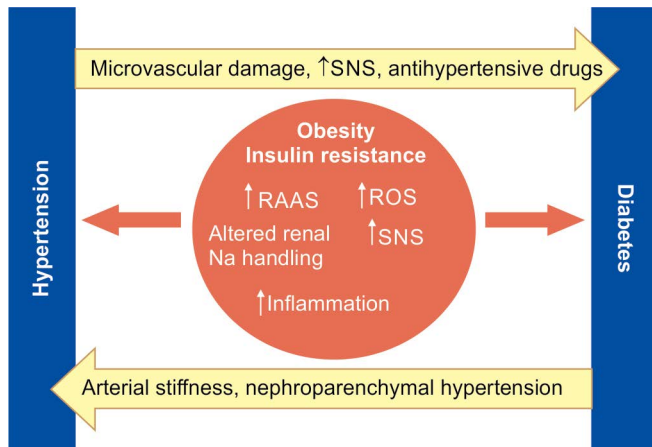 Microvascular damage, ↑SNS, antihypertensive drugs
Hypertension
Obesity
Insulin resistance
↑RAAS
↑ROS
Altered renal
Na handling
↑SNS
↑Inflammation
Diabetes
Arterial stiffness, nephroparenchymal hypertension